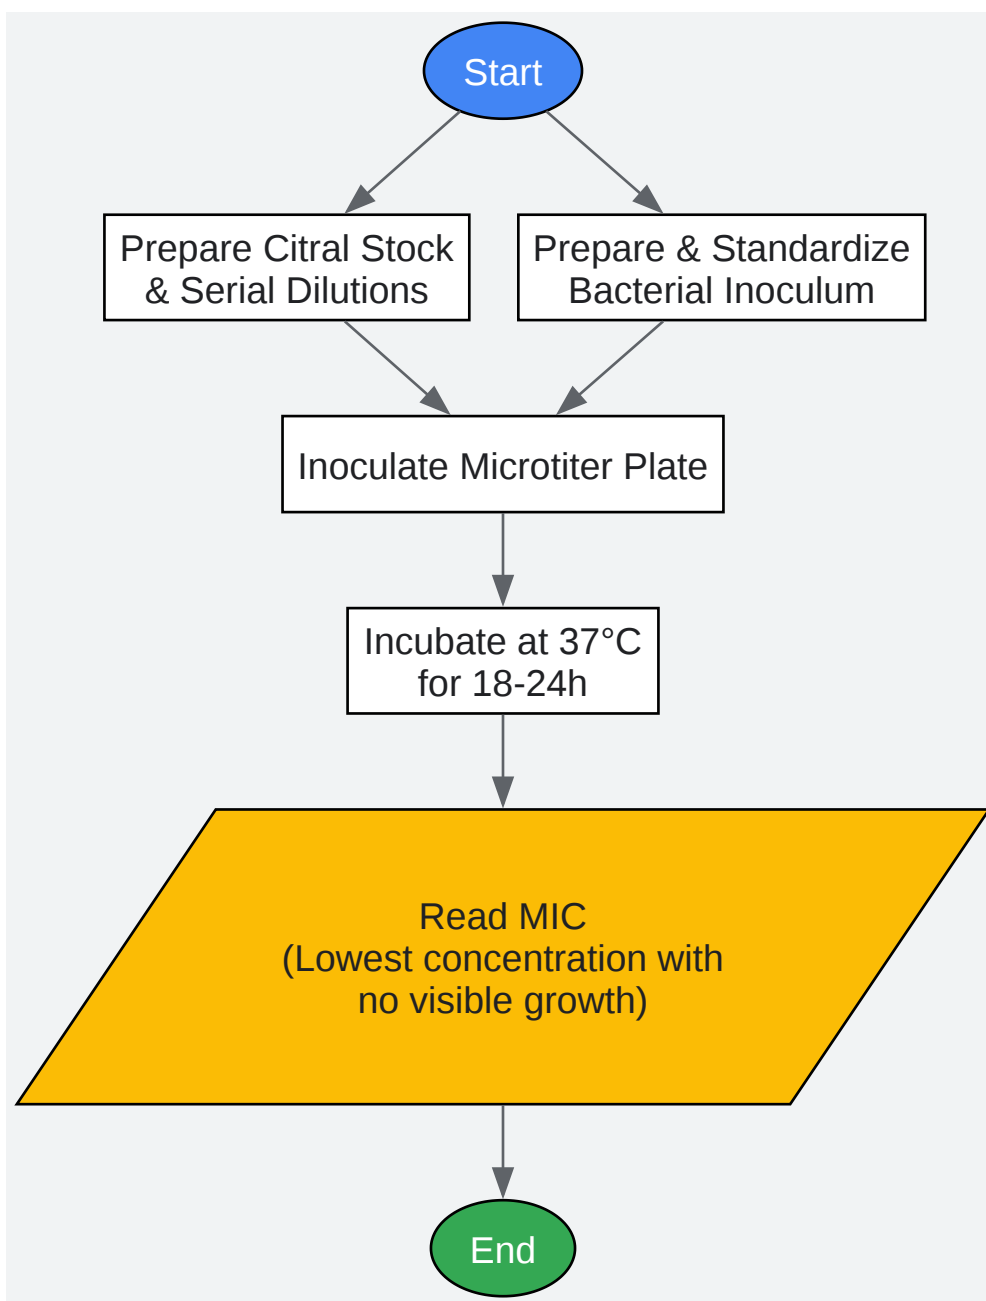 Start
Prepare Citral Stock
& Serial Dilutions
Prepare & Standardize
Bacterial Inoculum
Inoculate Microtiter Plate
Incubate at 37°C
for 18-24h
Read MIC
(Lowest concentration with
no visible growth)
End